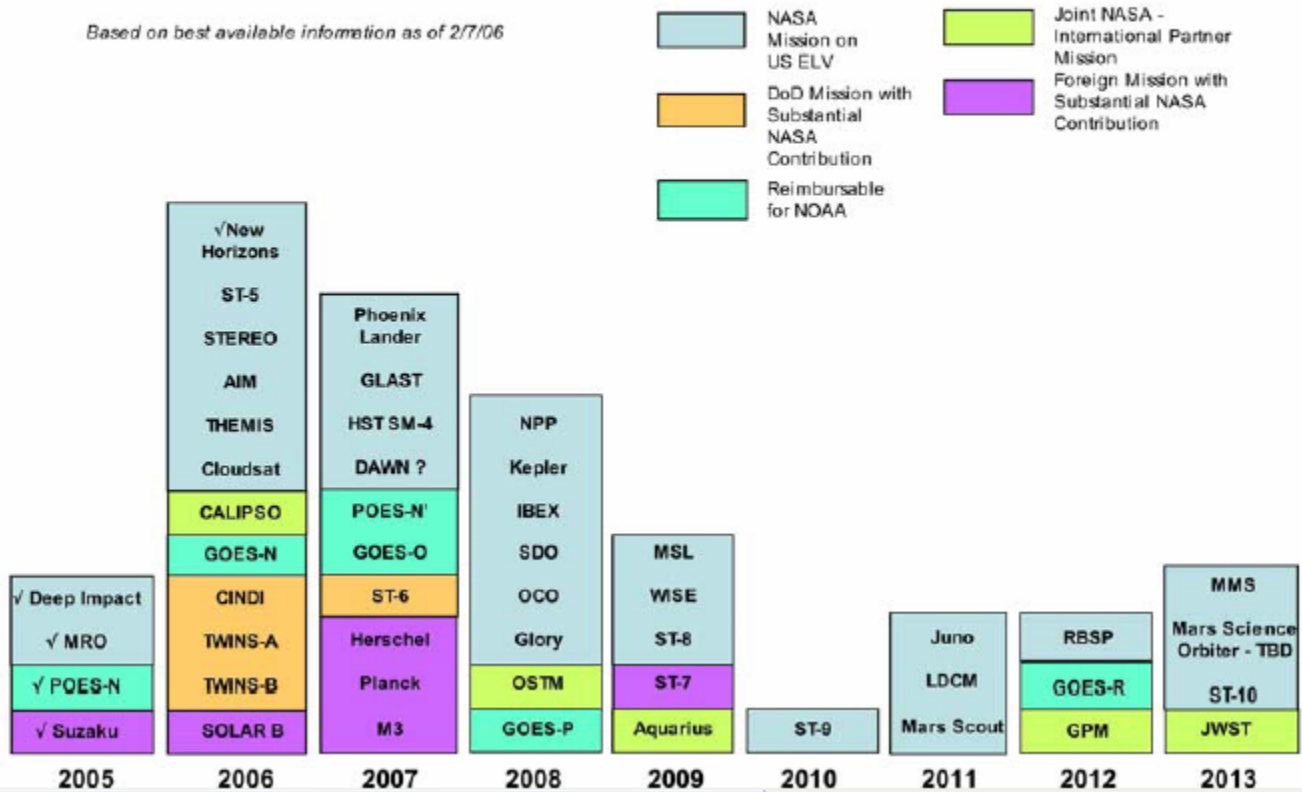 Based on best available information as of 2/7/06
NASA
Mission on
US ELV
DoD Mission with
Substantial
NASA
Contribution
Reimbursable
for NOAA
Joint NASA -
International Partner
Mission
Foreign Mission with
Substantial NASA
Contribution
√ Deep Impact
√ MRO
√ POES-N
√ Suzaku
2005
√New
Horizons
ST-5
STEREO
AIM
THEMIS
Cloudsat
CALIPSO
GOES-N
CINDI
TWINS-A
TWINS-B
SOLAR B
2006
Phoenix
Lander
GLAST
HST SM-4
DAWN ?
POES-N'
GOES-O
ST-6
Herschel
Planck
M3
2007
NPP
Kepler
IBEX
SDO
OCO
Glory
OSTM
GOES-P
2008
MSL
WISE
ST-8
ST-7
Aquarius
2009
ST-9
2010
Juno
LDCM
Mars Scout
2011
RBSP
GOES-R
GPM
2012
MMS
Mars Science
Orbiter - TBD
ST-10
JWST
2013